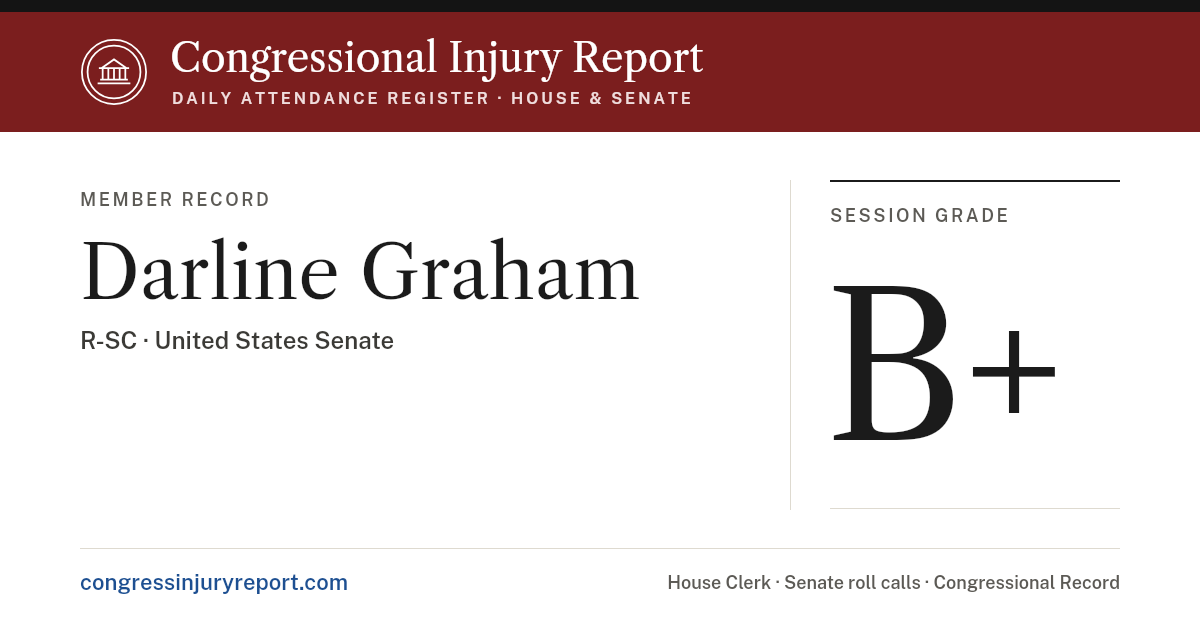 Congressional Injury Report
DAILY ATTENDANCE REGISTER · HOUSE & SENATE
MEMBER RECORD
Darline Graham
R-SC · United States Senate
SESSION GRADE
B+
congressinjuryreport.com
House Clerk · Senate roll calls · Congressional Record